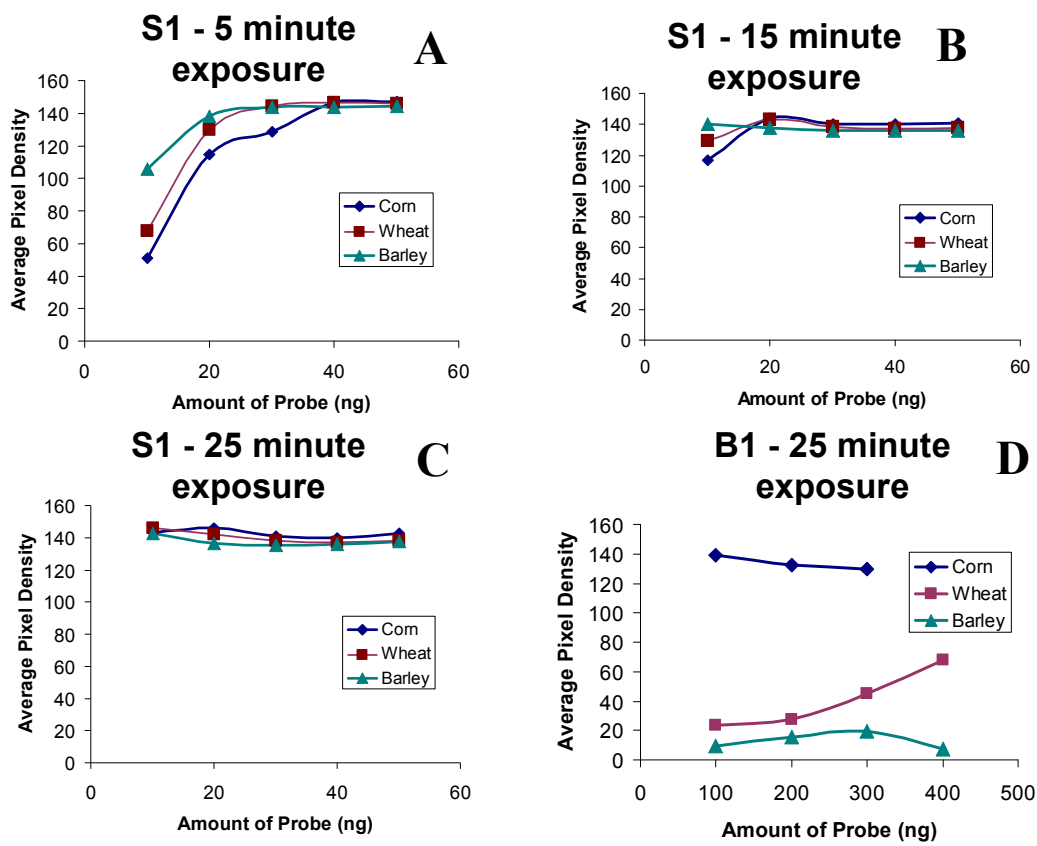 S1 - 5 minute
exposure
A
160
140
120
100
80
60
40
20
0
0 20 40 60
Average Pixel Density
Amount of Probe (ng)
Corn
Wheat
Barley
S1 - 15 minute
exposure
B
160
140
120
100
80
60
40
20
0
0 20 40 60
Average Pixel Density
Amount of Probe (ng)
Corn
Wheat
Barley
S1 - 25 minute
exposure
C
160
140
120
100
80
60
40
20
0
0 20 40 60
Average Pixel Density
Amount of Probe (ng)
Corn
Wheat
Barley
B1 - 25 minute
exposure
D
160
140
120
100
80
60
40
20
0
0 100 200 300 400 500
Average Pixel Density
Amount of Probe (ng)
Corn
Wheat
Barley